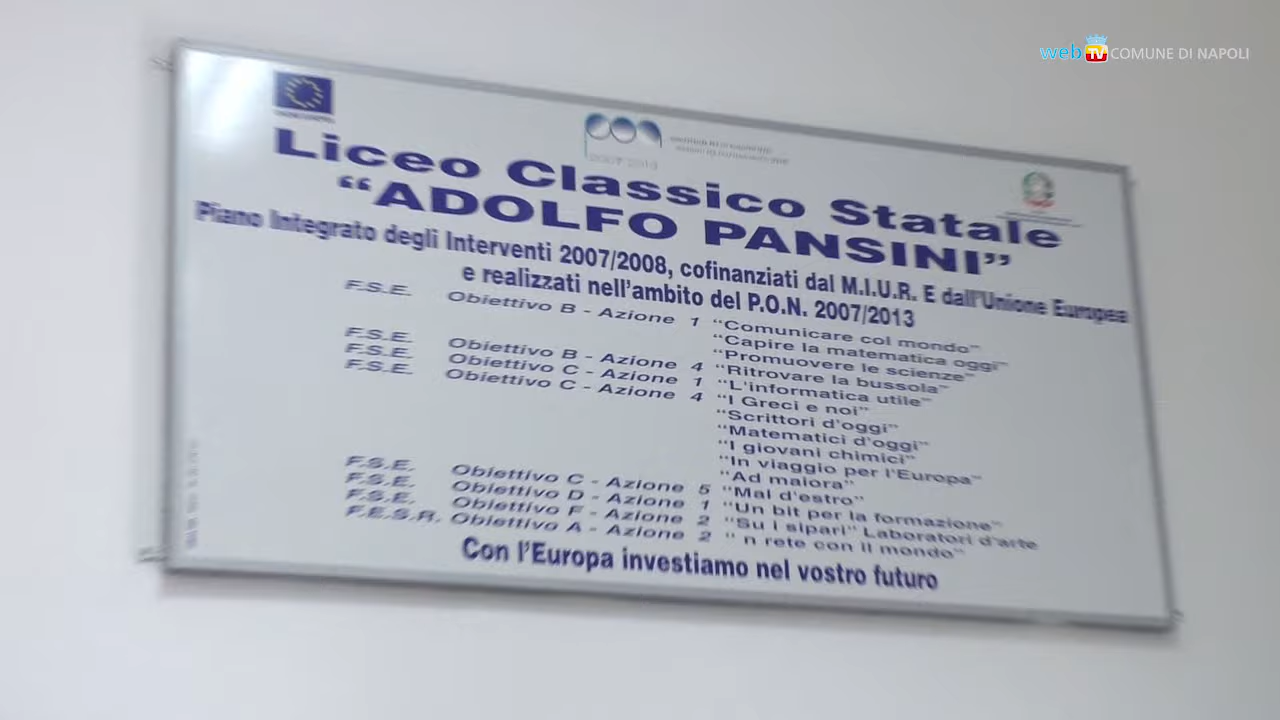 web TV COMUNE DI NAPOLI
pon
2007 2013
Liceo Classico Statale
“ADOLFO PANSINI”
Piano Integrato degli Interventi 2007/2008, cofinanziati dal M.I.U.R. E dall'Unione Europea
e realizzati nell'ambito del P.O.N. 2007/2013
F.S.E. Obiettivo B - Azione 1 “Comunicare col mondo”
“Capire la matematica oggi”
“Promuovere le scienze”
F.S.E. Obiettivo B - Azione 4 “Ritrovare la bussola”
F.S.E. Obiettivo C - Azione 1 “L'informatica utile”
F.S.E. Obiettivo C - Azione 4 “I Greci e noi”
“Scrittori d'oggi”
“Matematici d'oggi”
“I giovani chimici”
“In viaggio per l'Europa”
“Ad maiora”
F.S.E. Obiettivo C - Azione 5 “Mal d'estro”
F.S.E. Obiettivo D - Azione 1 “Un bit per la formazione”
F.S.E. Obiettivo F - Azione 2 “Su i sipari” Laboratori d'arte
F.E.S.R. Obiettivo A - Azione 2 “ n rete con il mondo”
Con l'Europa investiamo nel vostro futuro